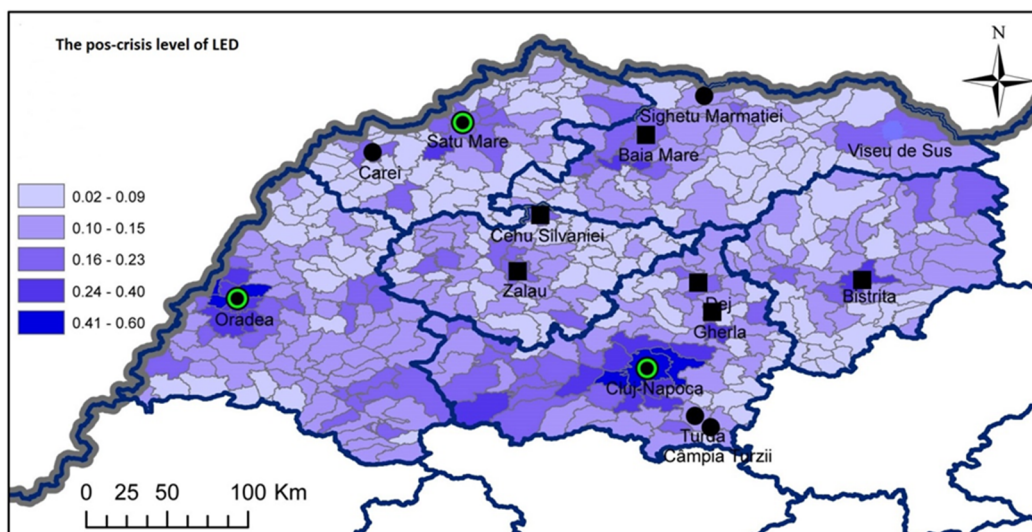 The pos-crisis level of LED
N
Sighetu Marmatiei
Satu Mare
Baia Mare
Viseu de Sus
Carei
0.02 - 0.09
0.10 - 0.15
0.16 - 0.23
0.24 - 0.40
0.41 - 0.60
Cehu Silvaniei
Zalau
Dej
Bistrita
Oradea
Gherla
Cluj-Napoca
Turda
Câmpia Turzii
0 25 50 100 Km